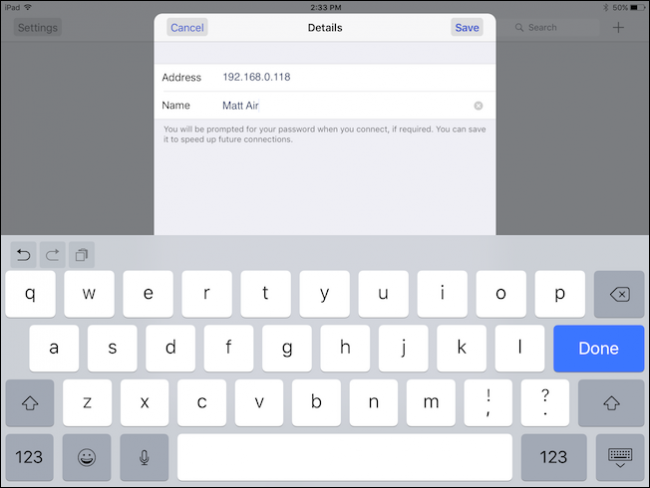 iPad 2:33 PM 50%
Settings Cancel Details Save Search
Address 192.168.0.118
Name Matt Air
You will be prompted for your password when you connect, if required. You can save
it to speed up future connections.
q w e r t y u i o p
a s d f g h j k l Done
z x c v b n m ! , ? .
123 123